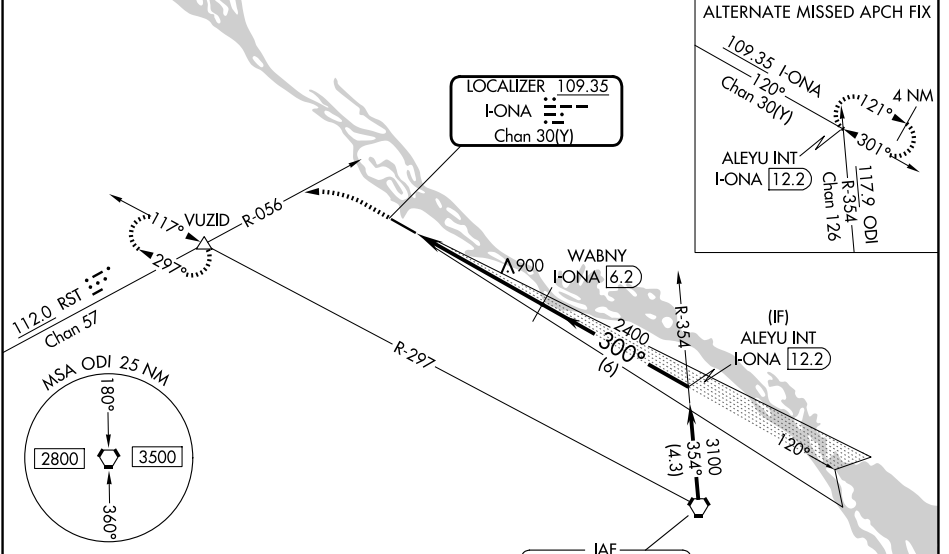 ALTERNATE MISSED APCH FIX
109.35 I-ONA
120°
Chan 30(Y)
121°
4 NM
301°
ALEYU INT
I-ONA 12.2
117.9 ODI
R-354
Chan 126
LOCALIZER 109.35
I-ONA
Chan 30(Y)
VUZID
R-056
117°
297°
112.0 RST
Chan 57
900
WABNY
I-ONA 6.2
2400
300°
(6)
R-354
(IF)
ALEYU INT
I-ONA 12.2
R-297
120°
3100
354°
(4.3)
MSA ODI 25 NM
180°
2800
3500
360°
IAF